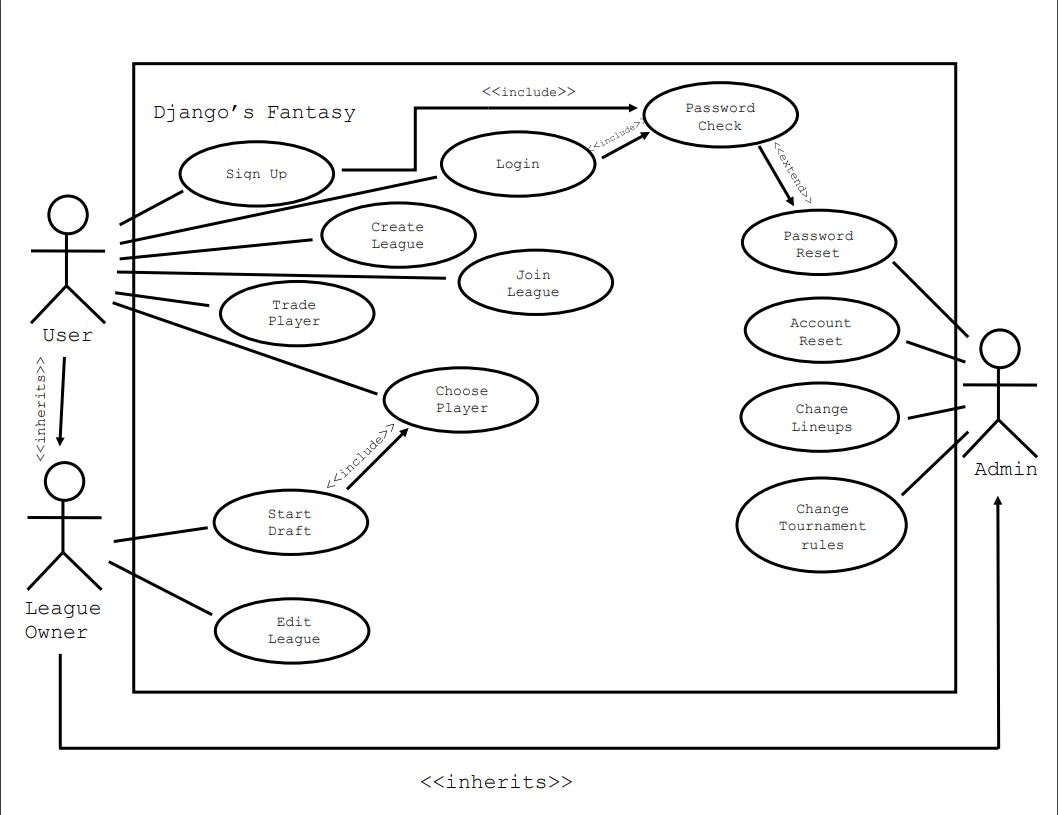 <<include>>
Django's Fantasy
Password
Check
<<include>>
Login
Sign Up
<<extend>>
Create
League
Password
Reset
Join
League
Trade
Player
User
Account
Reset
<<inherits>>
Choose
Player
Change
Lineups
<<include>>
Admin
Start
Draft
Change
Tournament
rules
League
Owner
Edit
League
<<inherits>>